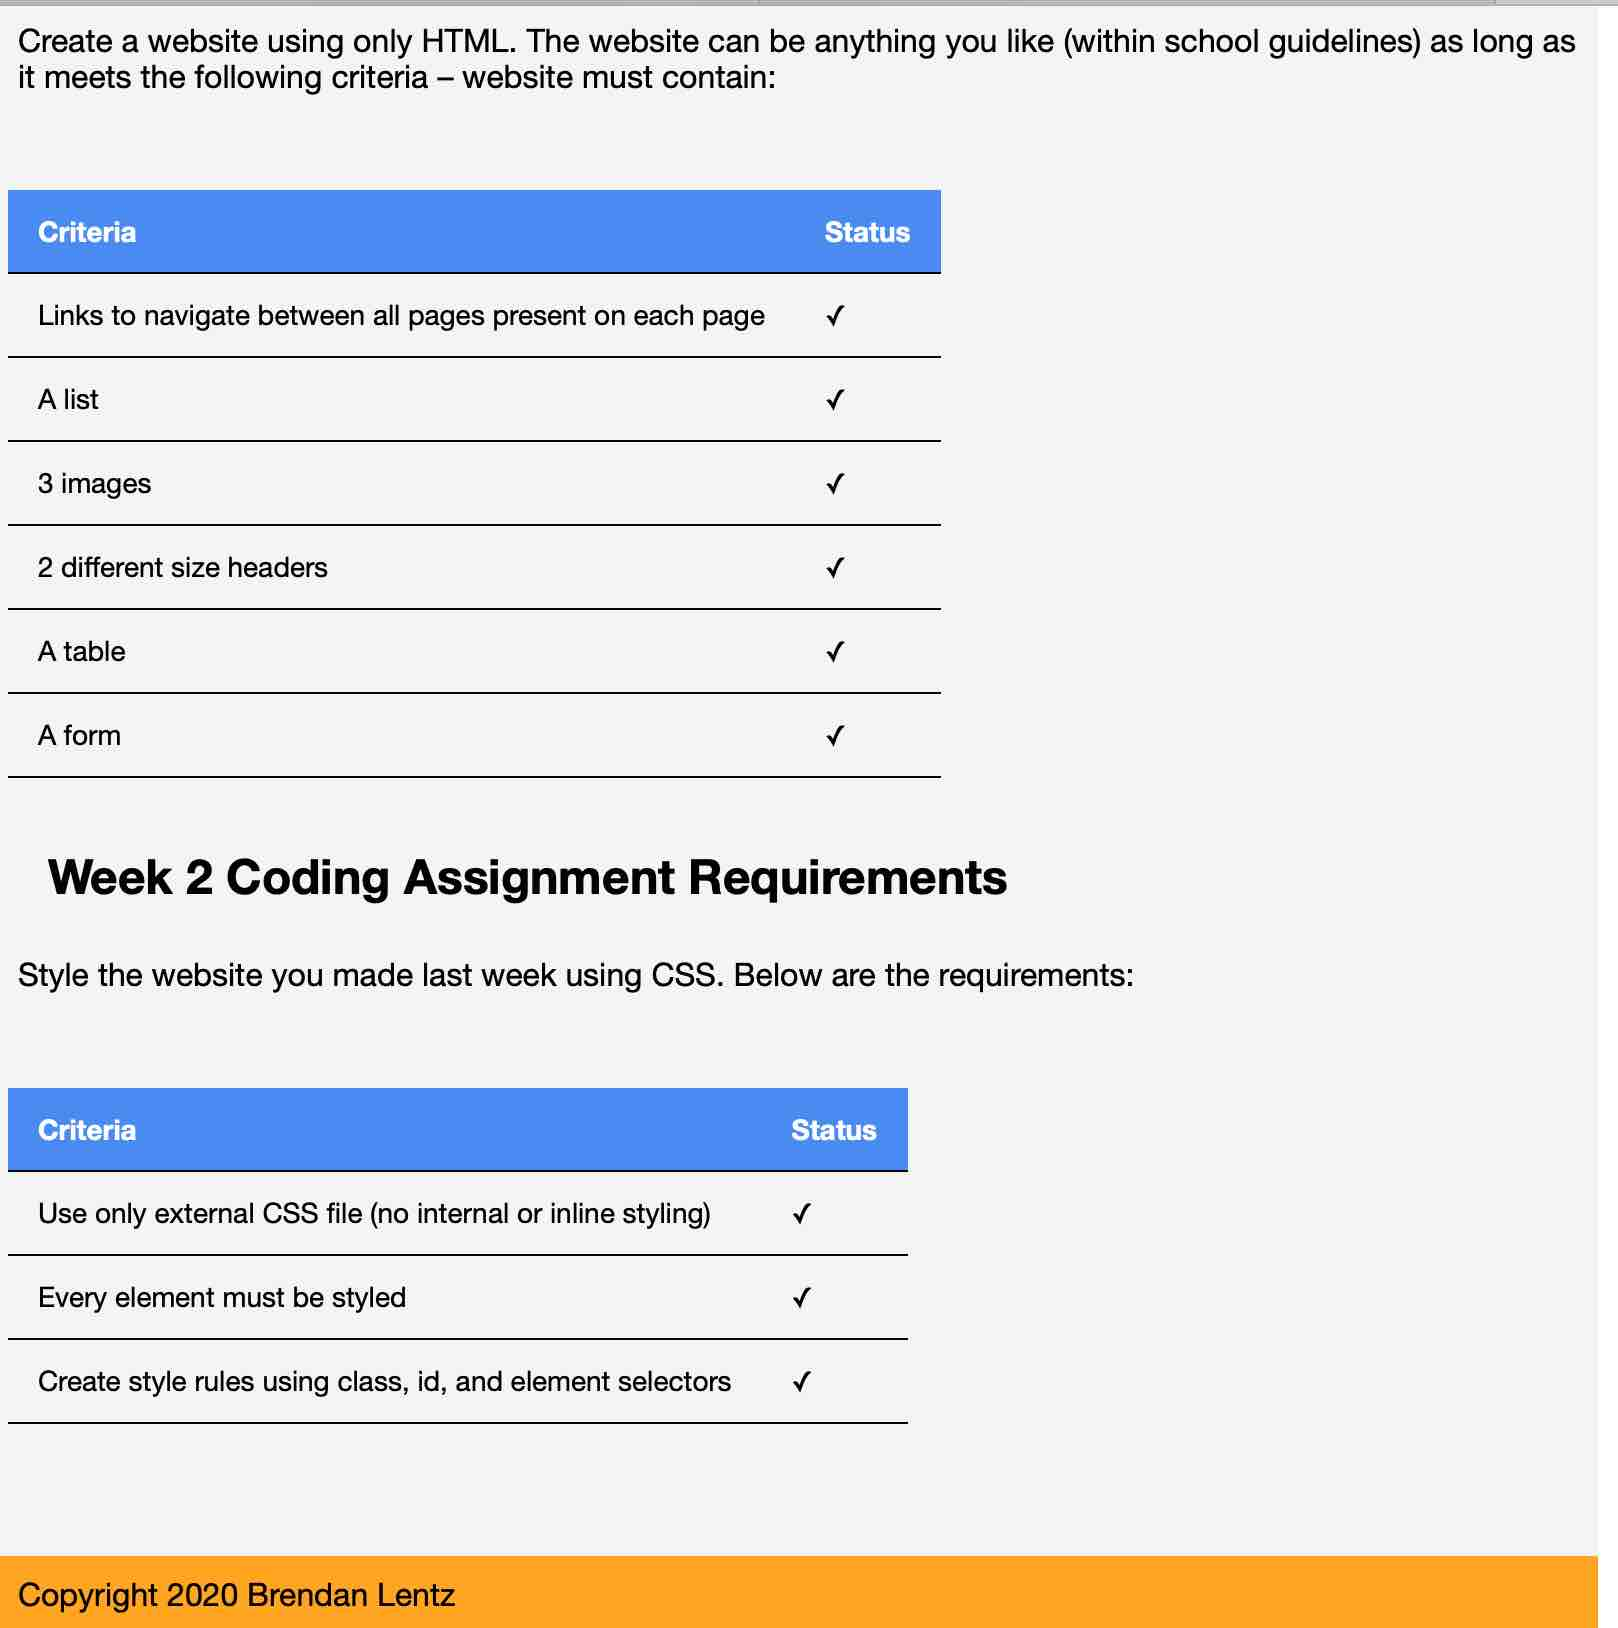 Create a website using only HTML. The website can be anything you like (within school guidelines) as long as
it meets the following criteria – website must contain:
Criteria Status
Links to navigate between all pages present on each page ✓
A list ✓
3 images ✓
2 different size headers ✓
A table ✓
A form ✓
Week 2 Coding Assignment Requirements
Style the website you made last week using CSS. Below are the requirements:
Criteria Status
Use only external CSS file (no internal or inline styling) ✓
Every element must be styled ✓
Create style rules using class, id, and element selectors ✓
Copyright 2020 Brendan Lentz